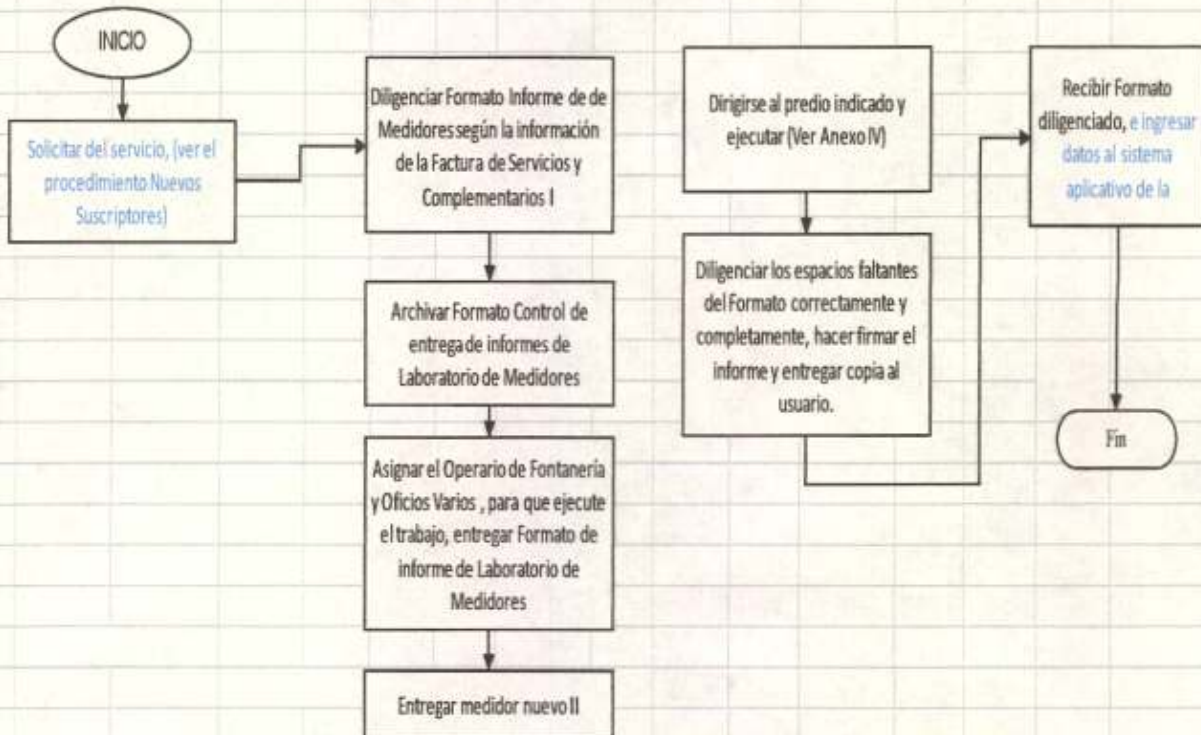 INICIO
Solicitar del servicio, (ver el
procedimiento Nuevos
Suscriptores)
Diligenciar Formato Informe de de
Medidores según la información
de la Factura de Servicios y
Complementarios I
Archivar Formato Control de
entrega de informes de
Laboratorio de Medidores
Asignar el Operario de Fontanería
y Oficios Varios , para que ejecute
el trabajo, entregar Formato de
informe de Laboratorio de
Medidores
Entregar medidor nuevo II
Dirigirse al predio indicado y
ejecutar (Ver Anexo IV)
Diligenciar los espacios faltantes
del Formato correctamente y
completamente, hacer firmar el
informe y entregar copia al
usuario.
Recibir Formato
diligenciado, e ingresar
datos al sistema
aplicativo de la
Fin